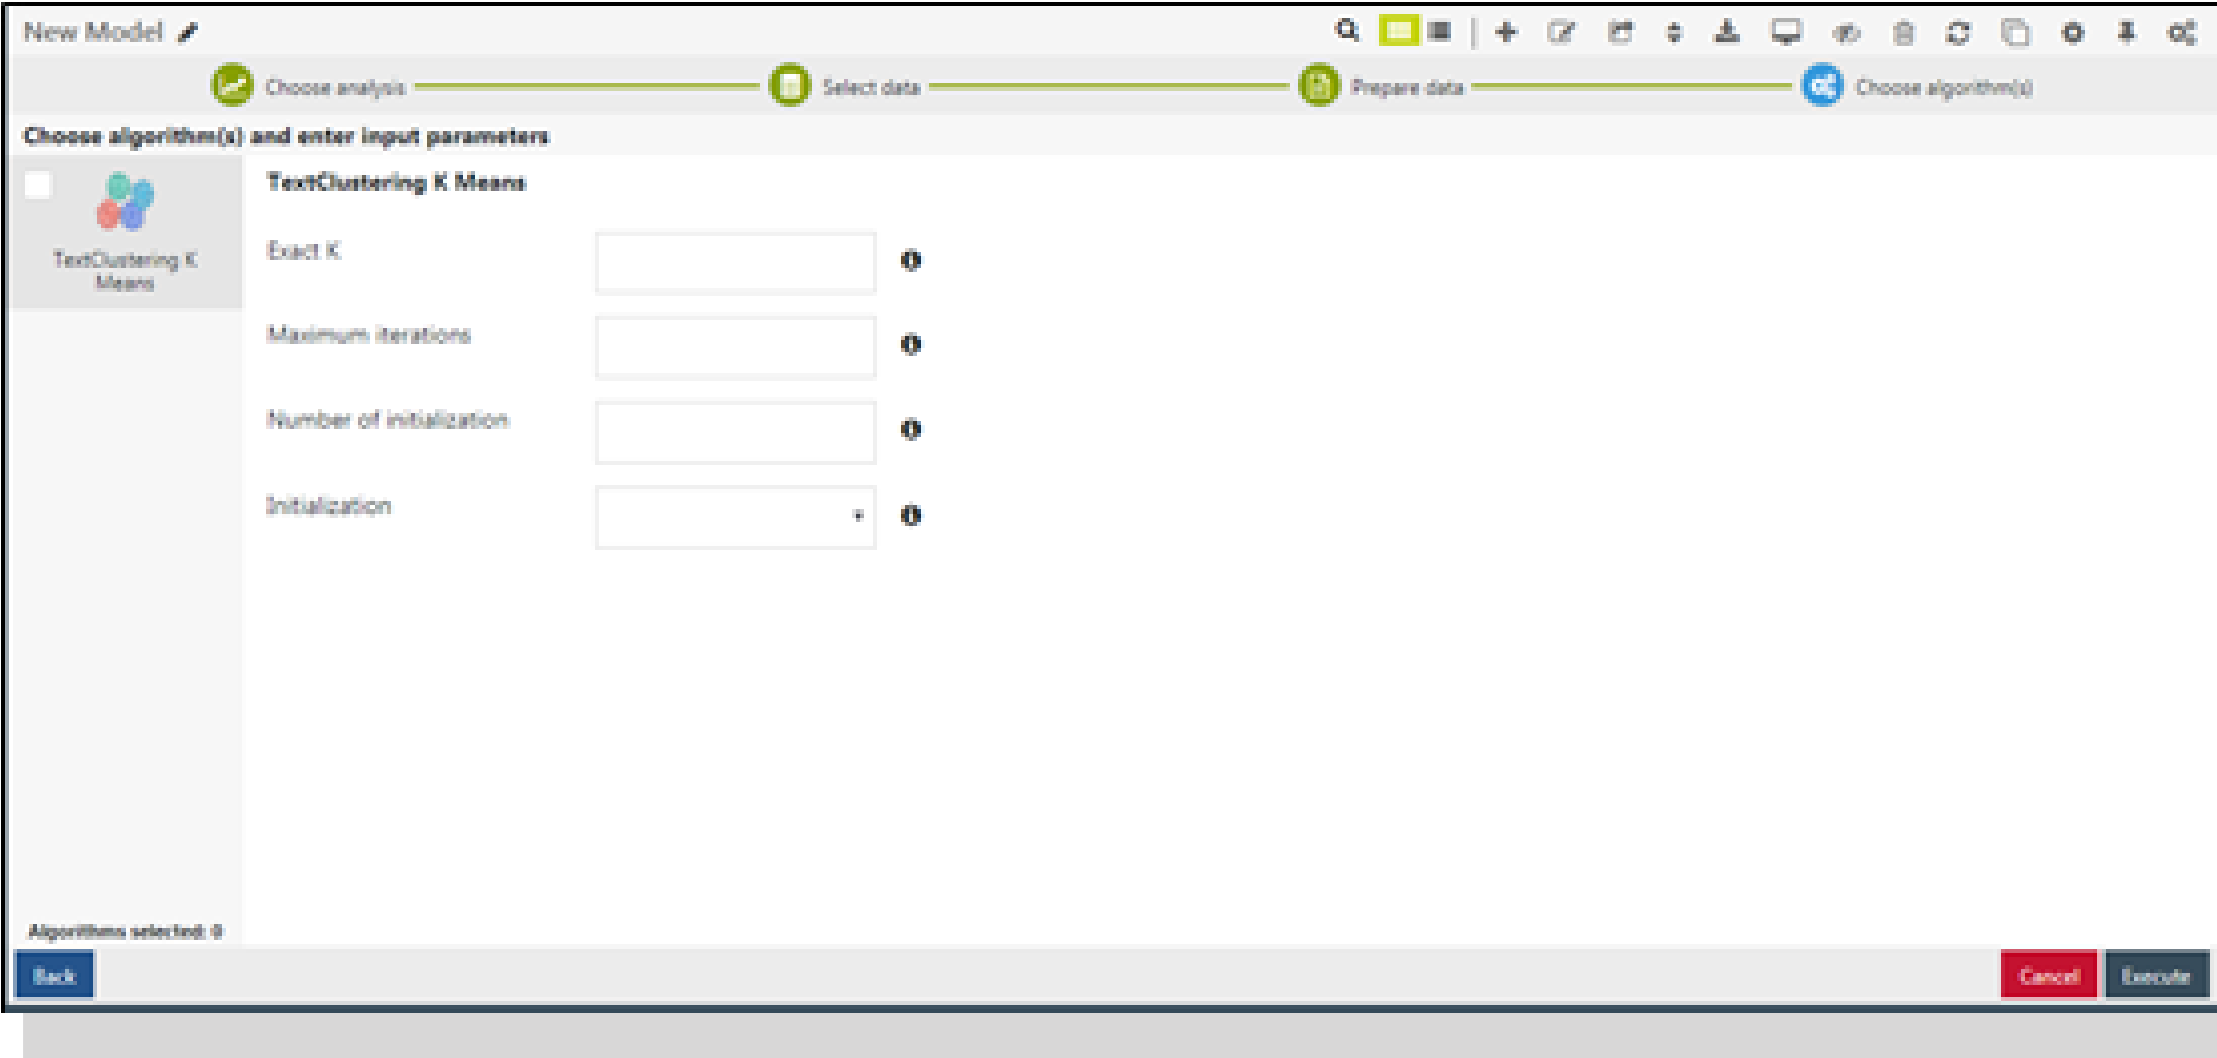 New Model
Choose analysis
Select data
Prepare data
Choose algorithm(s)
Choose algorithm(s) and enter input parameters
TextClustering K
Means
TextClustering K Means
Exact K
Maximum iterations
Number of initialization
Initialization
Algorithms selected: 0
Back
Cancel
Execute